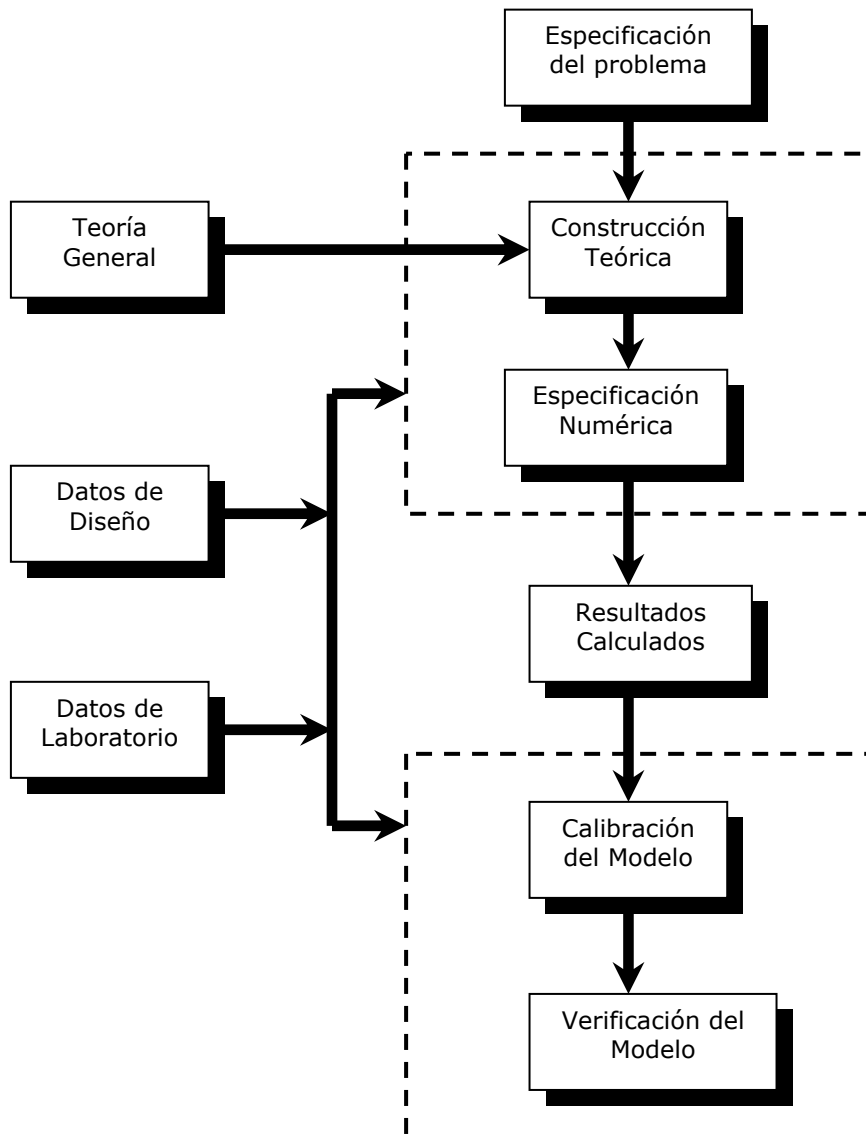 Especificación
del problema
Teoría
General
Construcción
Teórica
Especificación
Numérica
Datos de
Diseño
Resultados
Calculados
Datos de
Laboratorio
Calibración
del Modelo
Verificación del
Modelo